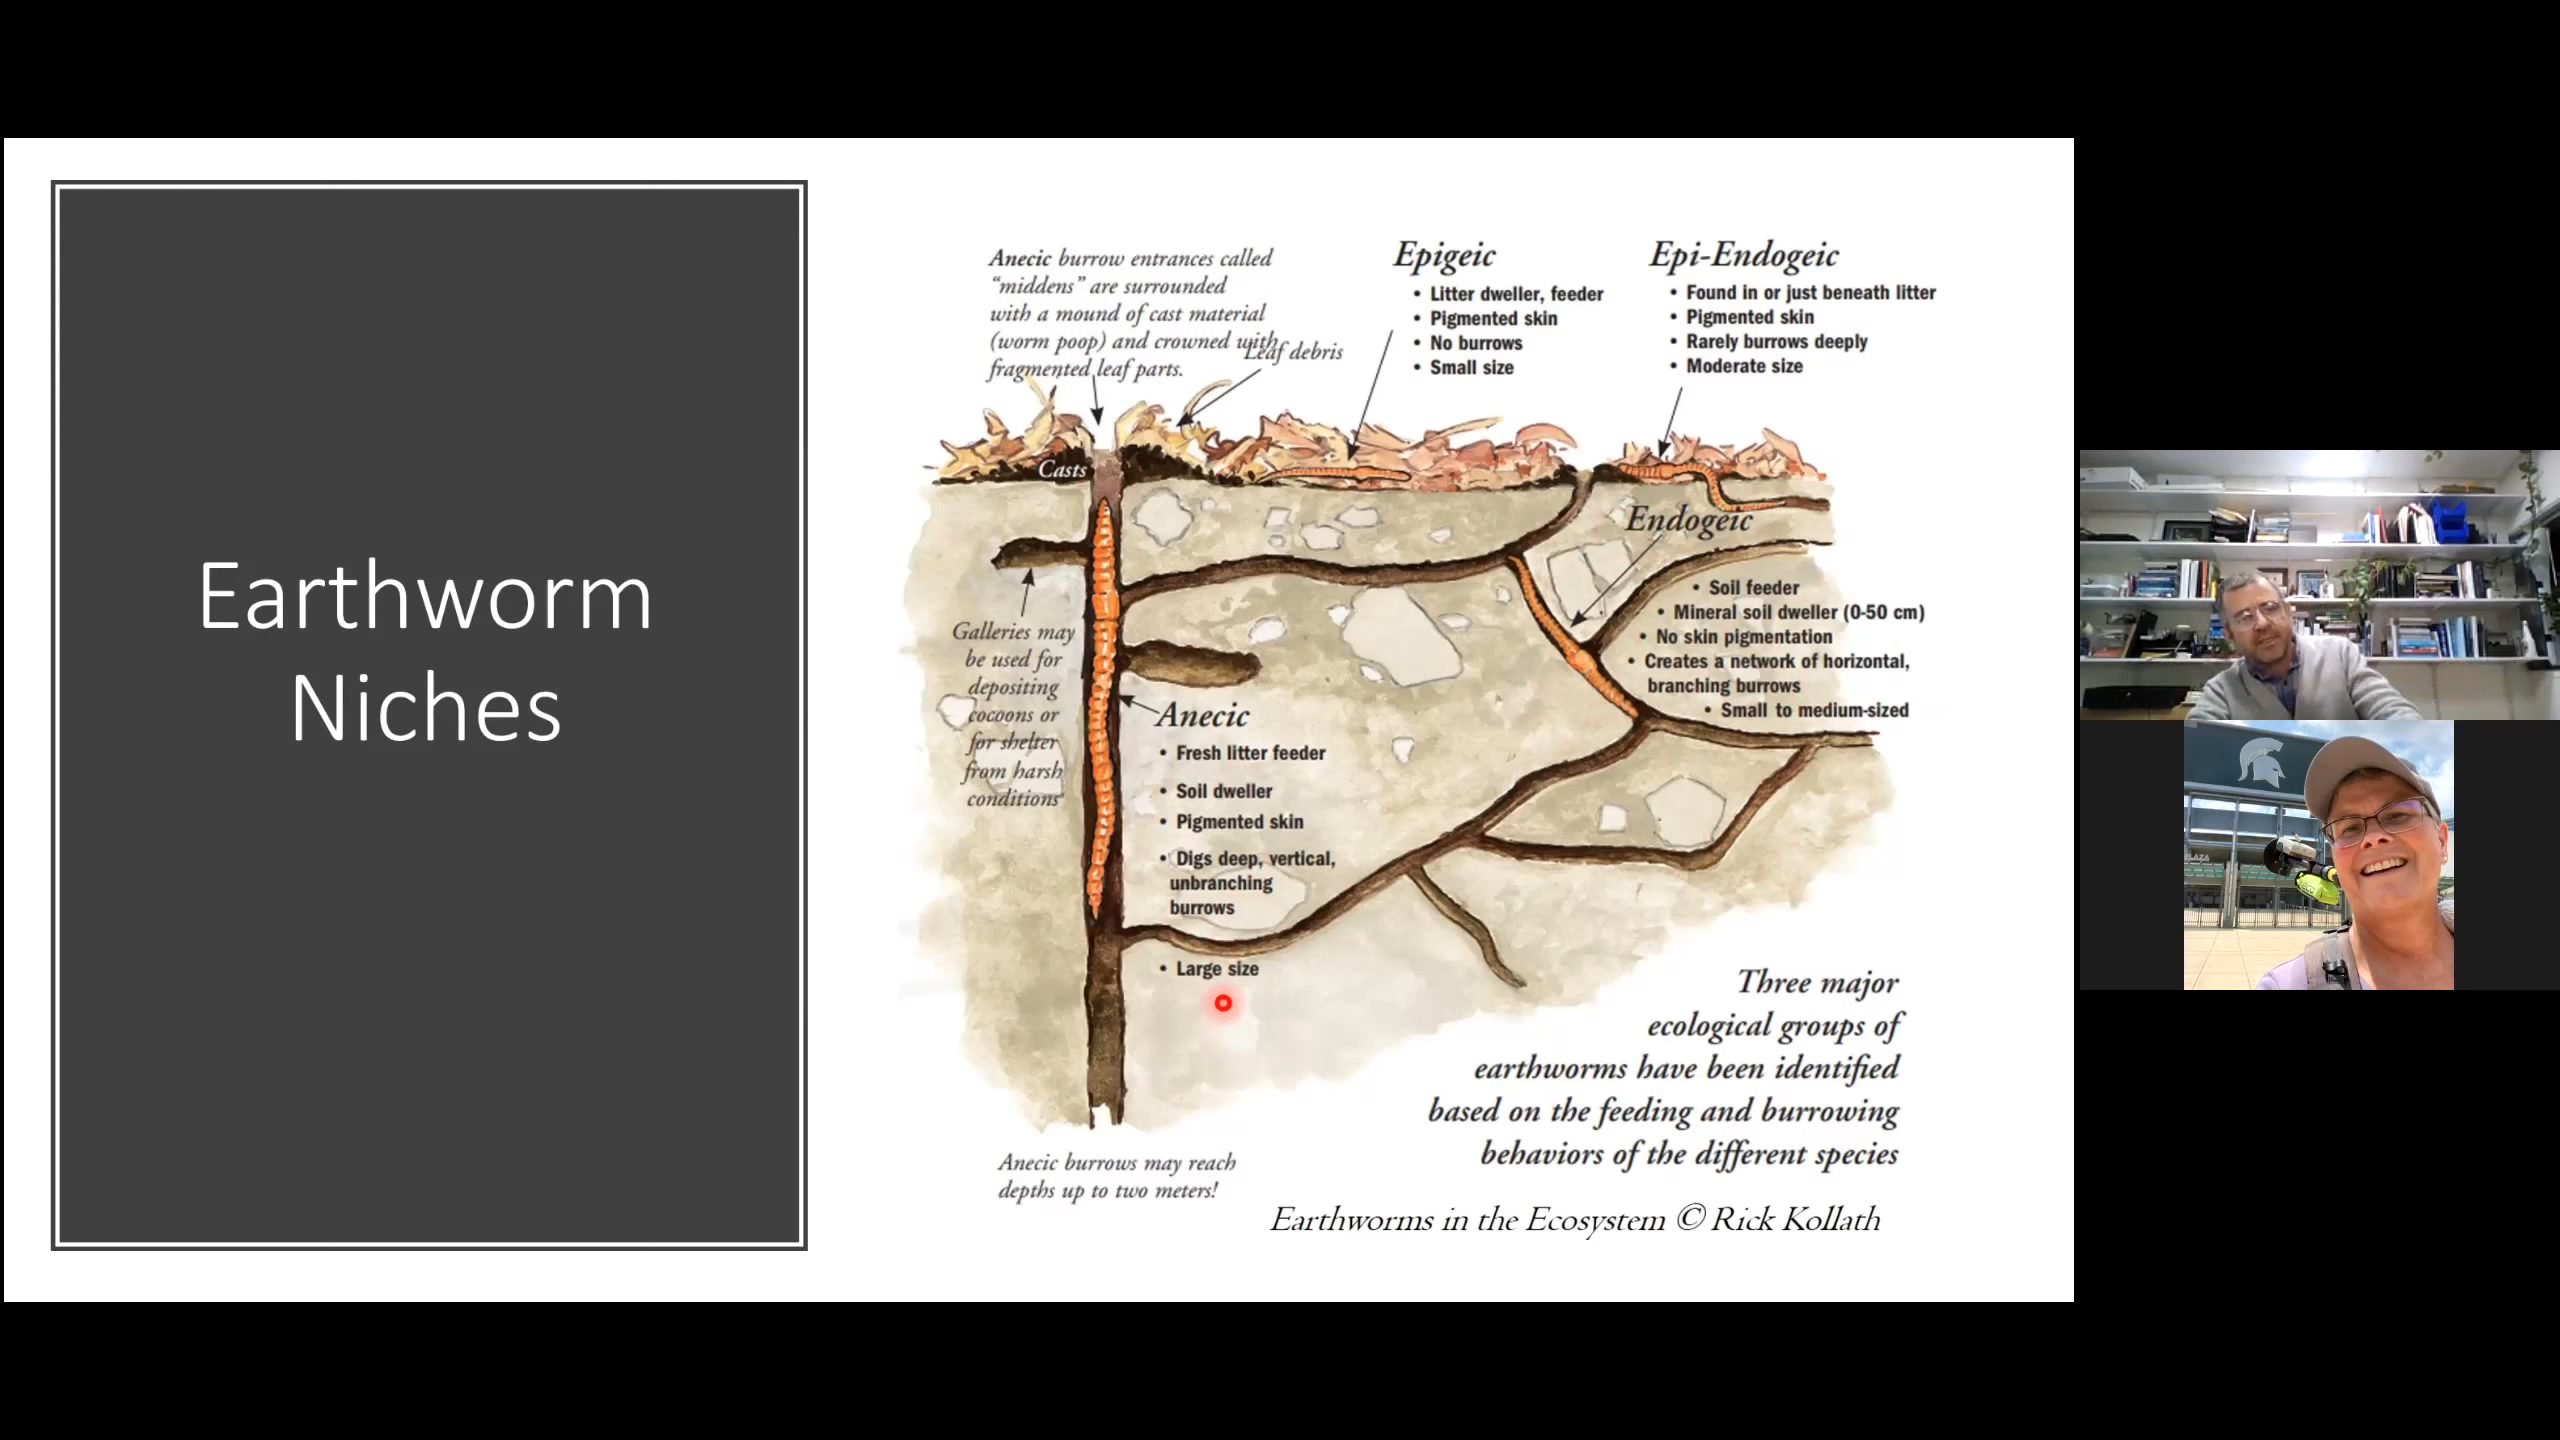 Earthworm
Niches
Anecic burrow entrances called
“middens” are surrounded
with a mound of cast material
(worm poop) and crowned with
fragmented leaf parts.
Leaf debris
Epigeic
• Litter dweller, feeder
• Pigmented skin
• No burrows
• Small size
Epi-Endogeic
• Found in or just beneath litter
• Pigmented skin
• Rarely burrows deeply
• Moderate size
Casts
Endogeic
• Soil feeder
• Mineral soil dweller (0-50 cm)
• No skin pigmentation
• Creates a network of horizontal,
branching burrows
• Small to medium-sized
Galleries may
be used for
depositing
cocoons or
for shelter
from harsh
conditions
Anecic
• Fresh litter feeder
• Soil dweller
• Pigmented skin
• Digs deep, vertical,
unbranching
burrows
• Large size
Three major
ecological groups of
earthworms have been identified
based on the feeding and burrowing
behaviors of the different species
Anecic burrows may reach
depths up to two meters!
Earthworms in the Ecosystem © Rick Kollath
PLAZA